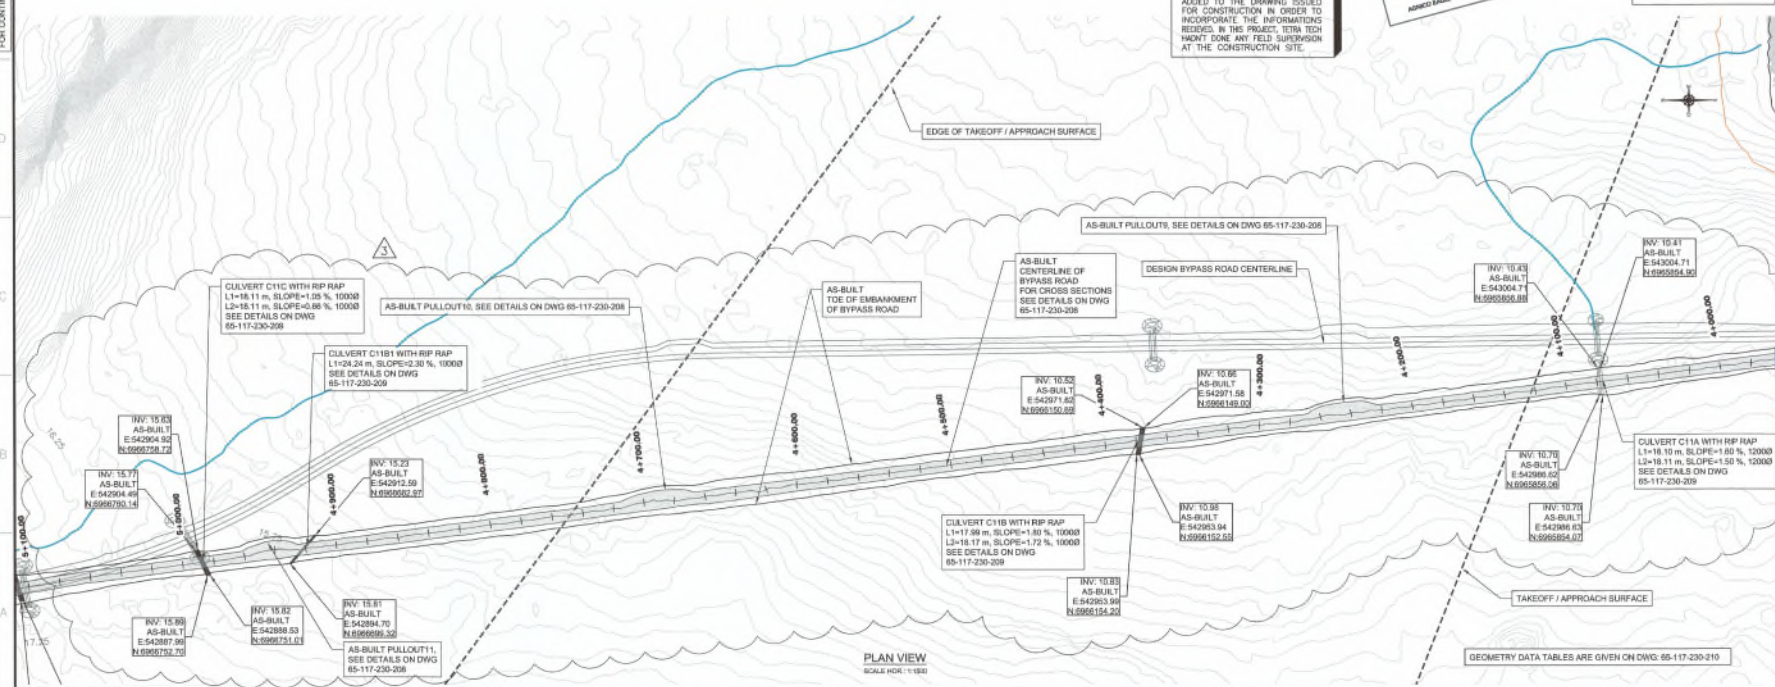 FOR CONTIN
ADDED TO THE DRAWING ISSUED
FOR CONSTRUCTION IN ORDER TO
INCORPORATE THE INFORMATIONS
RECIEVED. IN THIS PROJECT, TETRA TECH
HADN'T DONE ANY FIELD SUPERVISION
AT THE CONSTRUCTION SITE.
EDGE OF TAKEOFF / APPROACH SURFACE
3
AS-BUILT PULLOUT9, SEE DETAILS ON DWG 65-117-230-208
DESIGN BYPASS ROAD CENTERLINE
AS-BUILT
CENTERLINE OF
BYPASS ROAD
FOR CROSS SECTIONS
SEE DETAILS ON DWG
65-117-230-208
AS-BUILT
TOE OF EMBANKMENT
OF BYPASS ROAD
AS-BUILT PULLOUT10, SEE DETAILS ON DWG 65-117-230-208
CULVERT C11C WITH RIP RAP
L1=18.11 m, SLOPE=1.05 %, 1000Ø
L2=18.11 m, SLOPE=0.66 %, 1000Ø
SEE DETAILS ON DWG
65-117-230-209
CULVERT C11B1 WITH RIP RAP
L1=24.24 m, SLOPE=2.30 %, 1000Ø
SEE DETAILS ON DWG
65-117-230-209
INV: 10.41
AS-BUILT
E:543004.71
N:6965854.90
INV: 10.43
AS-BUILT
E:543004.71
N:6965856.88
INV: 10.52
AS-BUILT
E:542971.62
N:6966150.69
INV: 10.66
AS-BUILT
E:542971.58
N:6966149.00
INV: 15.63
AS-BUILT
E:542904.92
N:6966758.72
INV: 15.77
AS-BUILT
E:542904.49
N:6966760.14
INV: 15.23
AS-BUILT
E:542912.59
N:6966682.97
5+100.00
5+000.00
4+900.00
4+800.00
4+700.00
4+600.00
4+500.00
4+400.00
4+300.00
4+200.00
4+100.00
4+000.00
16.25
15.75
17.25
D
C
B
A
CULVERT C11A WITH RIP RAP
L1=18.10 m, SLOPE=1.60 %, 1200Ø
L2=18.11 m, SLOPE=1.50 %, 1200Ø
SEE DETAILS ON DWG
65-117-230-209
INV: 10.70
AS-BUILT
E:542986.62
N:6965856.06
INV: 10.70
AS-BUILT
E:542986.63
N:6965854.07
CULVERT C11B WITH RIP RAP
L1=17.99 m, SLOPE=1.80 %, 1000Ø
L2=18.17 m, SLOPE=1.72 %, 1000Ø
SEE DETAILS ON DWG
65-117-230-209
INV: 10.98
AS-BUILT
E:542953.94
N:6966152.55
INV: 10.83
AS-BUILT
E:542953.99
N:6966154.20
INV: 15.89
AS-BUILT
E:542887.99
N:6966752.70
INV: 15.82
AS-BUILT
E:542888.53
N:6966751.01
INV: 15.81
AS-BUILT
E:542894.70
N:6966699.32
AS-BUILT PULLOUT11,
SEE DETAILS ON DWG
65-117-230-208
TAKEOFF / APPROACH SURFACE
PLAN VIEW
SCALE HOR.: 1:1500
GEOMETRY DATA TABLES ARE GIVEN ON DWG: 65-117-230-210